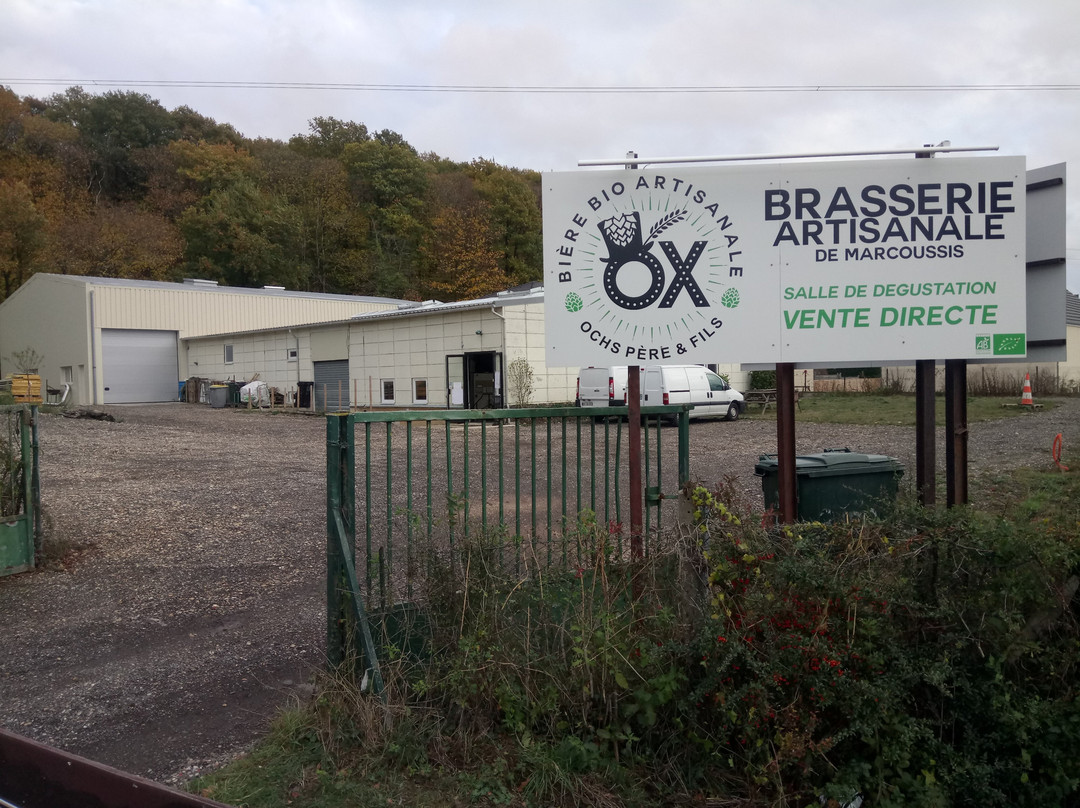 BIÈRE BIO ARTISANALE
OX
OCHS PÈRE & FILS
BRASSERIE
ARTISANALE
DE MARCOUSSIS
SALLE DE DEGUSTATION
VENTE DIRECTE
AB